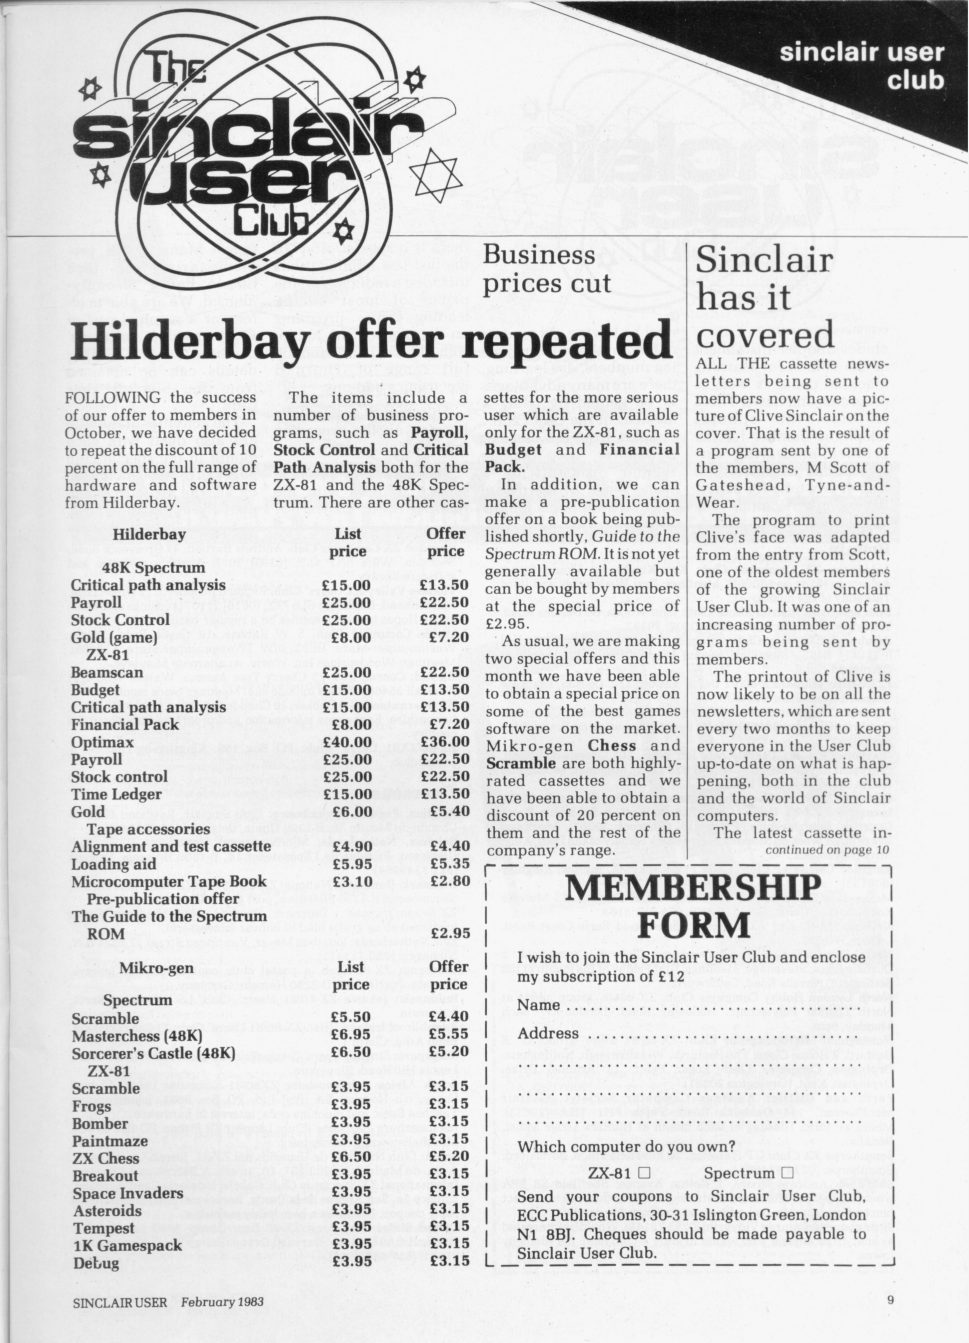 sinclair user
club
The
sinclair
user
Club
Business
prices cut
Hilderbay offer repeated
FOLLOWING the success
of our offer to members in
October, we have decided
to repeat the discount of 10
percent on the full range of
hardware and software
from Hilderbay.
The items include a
number of business pro-
grams, such as Payroll,
Stock Control and Critical
Path Analysis both for the
ZX-81 and the 48K Spec-
trum. There are other cas-
settes for the more serious
user which are available
only for the ZX-81, such as
Budget and Financial
Pack.
In addition, we can
make a pre-publication
offer on a book being pub-
lished shortly, Guide to the
Spectrum ROM. It is not yet
generally available but
can be bought by members
at the special price of
£2.95.
As usual, we are making
two special offers and this
month we have been able
to obtain a special price on
some of the best games
software on the market.
Mikro-gen Chess and
Scramble are both highly-
rated cassettes and we
have been able to obtain a
discount of 20 percent on
them and the rest of the
company's range.
Hilderbay List Offer
price price
48K Spectrum
Critical path analysis £15.00 £13.50
Payroll £25.00 £22.50
Stock Control £25.00 £22.50
Gold (game) £8.00 £7.20
ZX-81
Beamscan £25.00 £22.50
Budget £15.00 £13.50
Critical path analysis £15.00 £13.50
Financial Pack £8.00 £7.20
Optimax £40.00 £36.00
Payroll £25.00 £22.50
Stock control £25.00 £22.50
Time Ledger £15.00 £13.50
Gold £6.00 £5.40
Tape accessories
Alignment and test cassette £4.90 £4.40
Loading aid £5.95 £5.35
Microcomputer Tape Book £3.10 £2.80
Pre-publication offer
The Guide to the Spectrum
ROM £2.95
Mikro-gen List Offer
price price
Spectrum
Scramble £5.50 £4.40
Masterchess (48K) £6.95 £5.55
Sorcerer's Castle (48K) £6.50 £5.20
ZX-81
Scramble £3.95 £3.15
Frogs £3.95 £3.15
Bomber £3.95 £3.15
Paintmaze £3.95 £3.15
ZX Chess £6.50 £5.20
Breakout £3.95 £3.15
Space Invaders £3.95 £3.15
Asteroids £3.95 £3.15
Tempest £3.95 £3.15
1K Gamespack £3.95 £3.15
Debug £3.95 £3.15
Sinclair
has it
covered
ALL THE cassette news-
letters being sent to
members now have a pic-
ture of Clive Sinclair on the
cover. That is the result of
a program sent by one of
the members, M Scott of
Gateshead, Tyne-and-
Wear.
The program to print
Clive's face was adapted
from the entry from Scott,
one of the oldest members
of the growing Sinclair
User Club. It was one of an
increasing number of pro-
grams being sent by
members.
The printout of Clive is
now likely to be on all the
newsletters, which are sent
every two months to keep
everyone in the User Club
up-to-date on what is hap-
pening, both in the club
and the world of Sinclair
computers.
The latest cassette in-
continued on page 10
MEMBERSHIP
FORM
I wish to join the Sinclair User Club and enclose
my subscription of £12
Name
Address
Which computer do you own?
ZX-81 □ Spectrum □
Send your coupons to Sinclair User Club,
ECC Publications, 30-31 Islington Green, London
N1 8BJ. Cheques should be made payable to
Sinclair User Club.
SINCLAIR USER February 1983
9